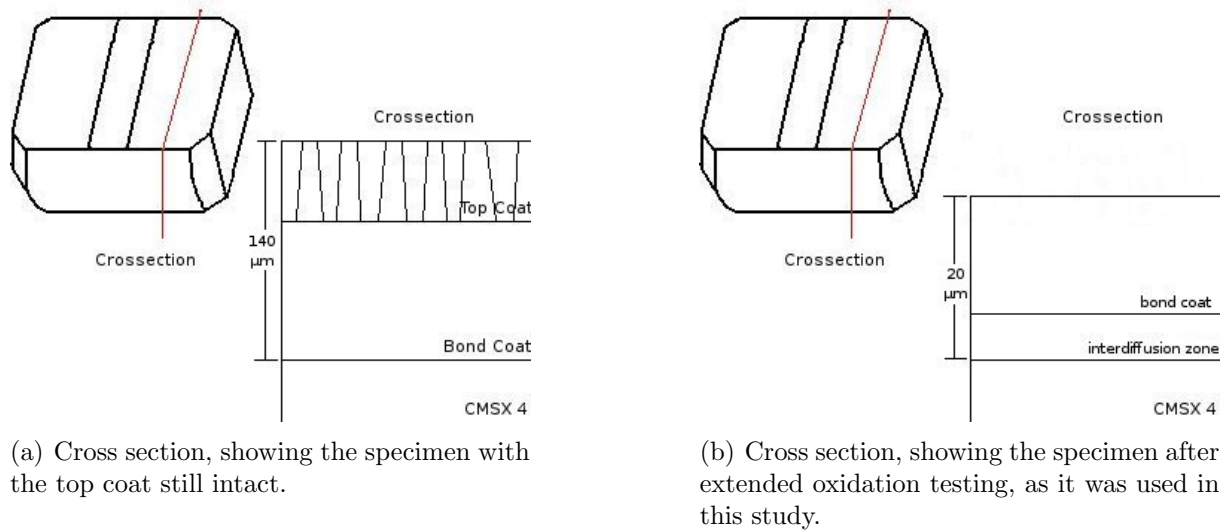 Crossection
Top Coat
140
μm
Crossection
Bond Coat
CMSX 4
(a) Cross section, showing the specimen with
the top coat still intact.
Crossection
20
μm
Crossection
bond coat
interdiffusion zone
CMSX 4
(b) Cross section, showing the specimen after
extended oxidation testing, as it was used in
this study.